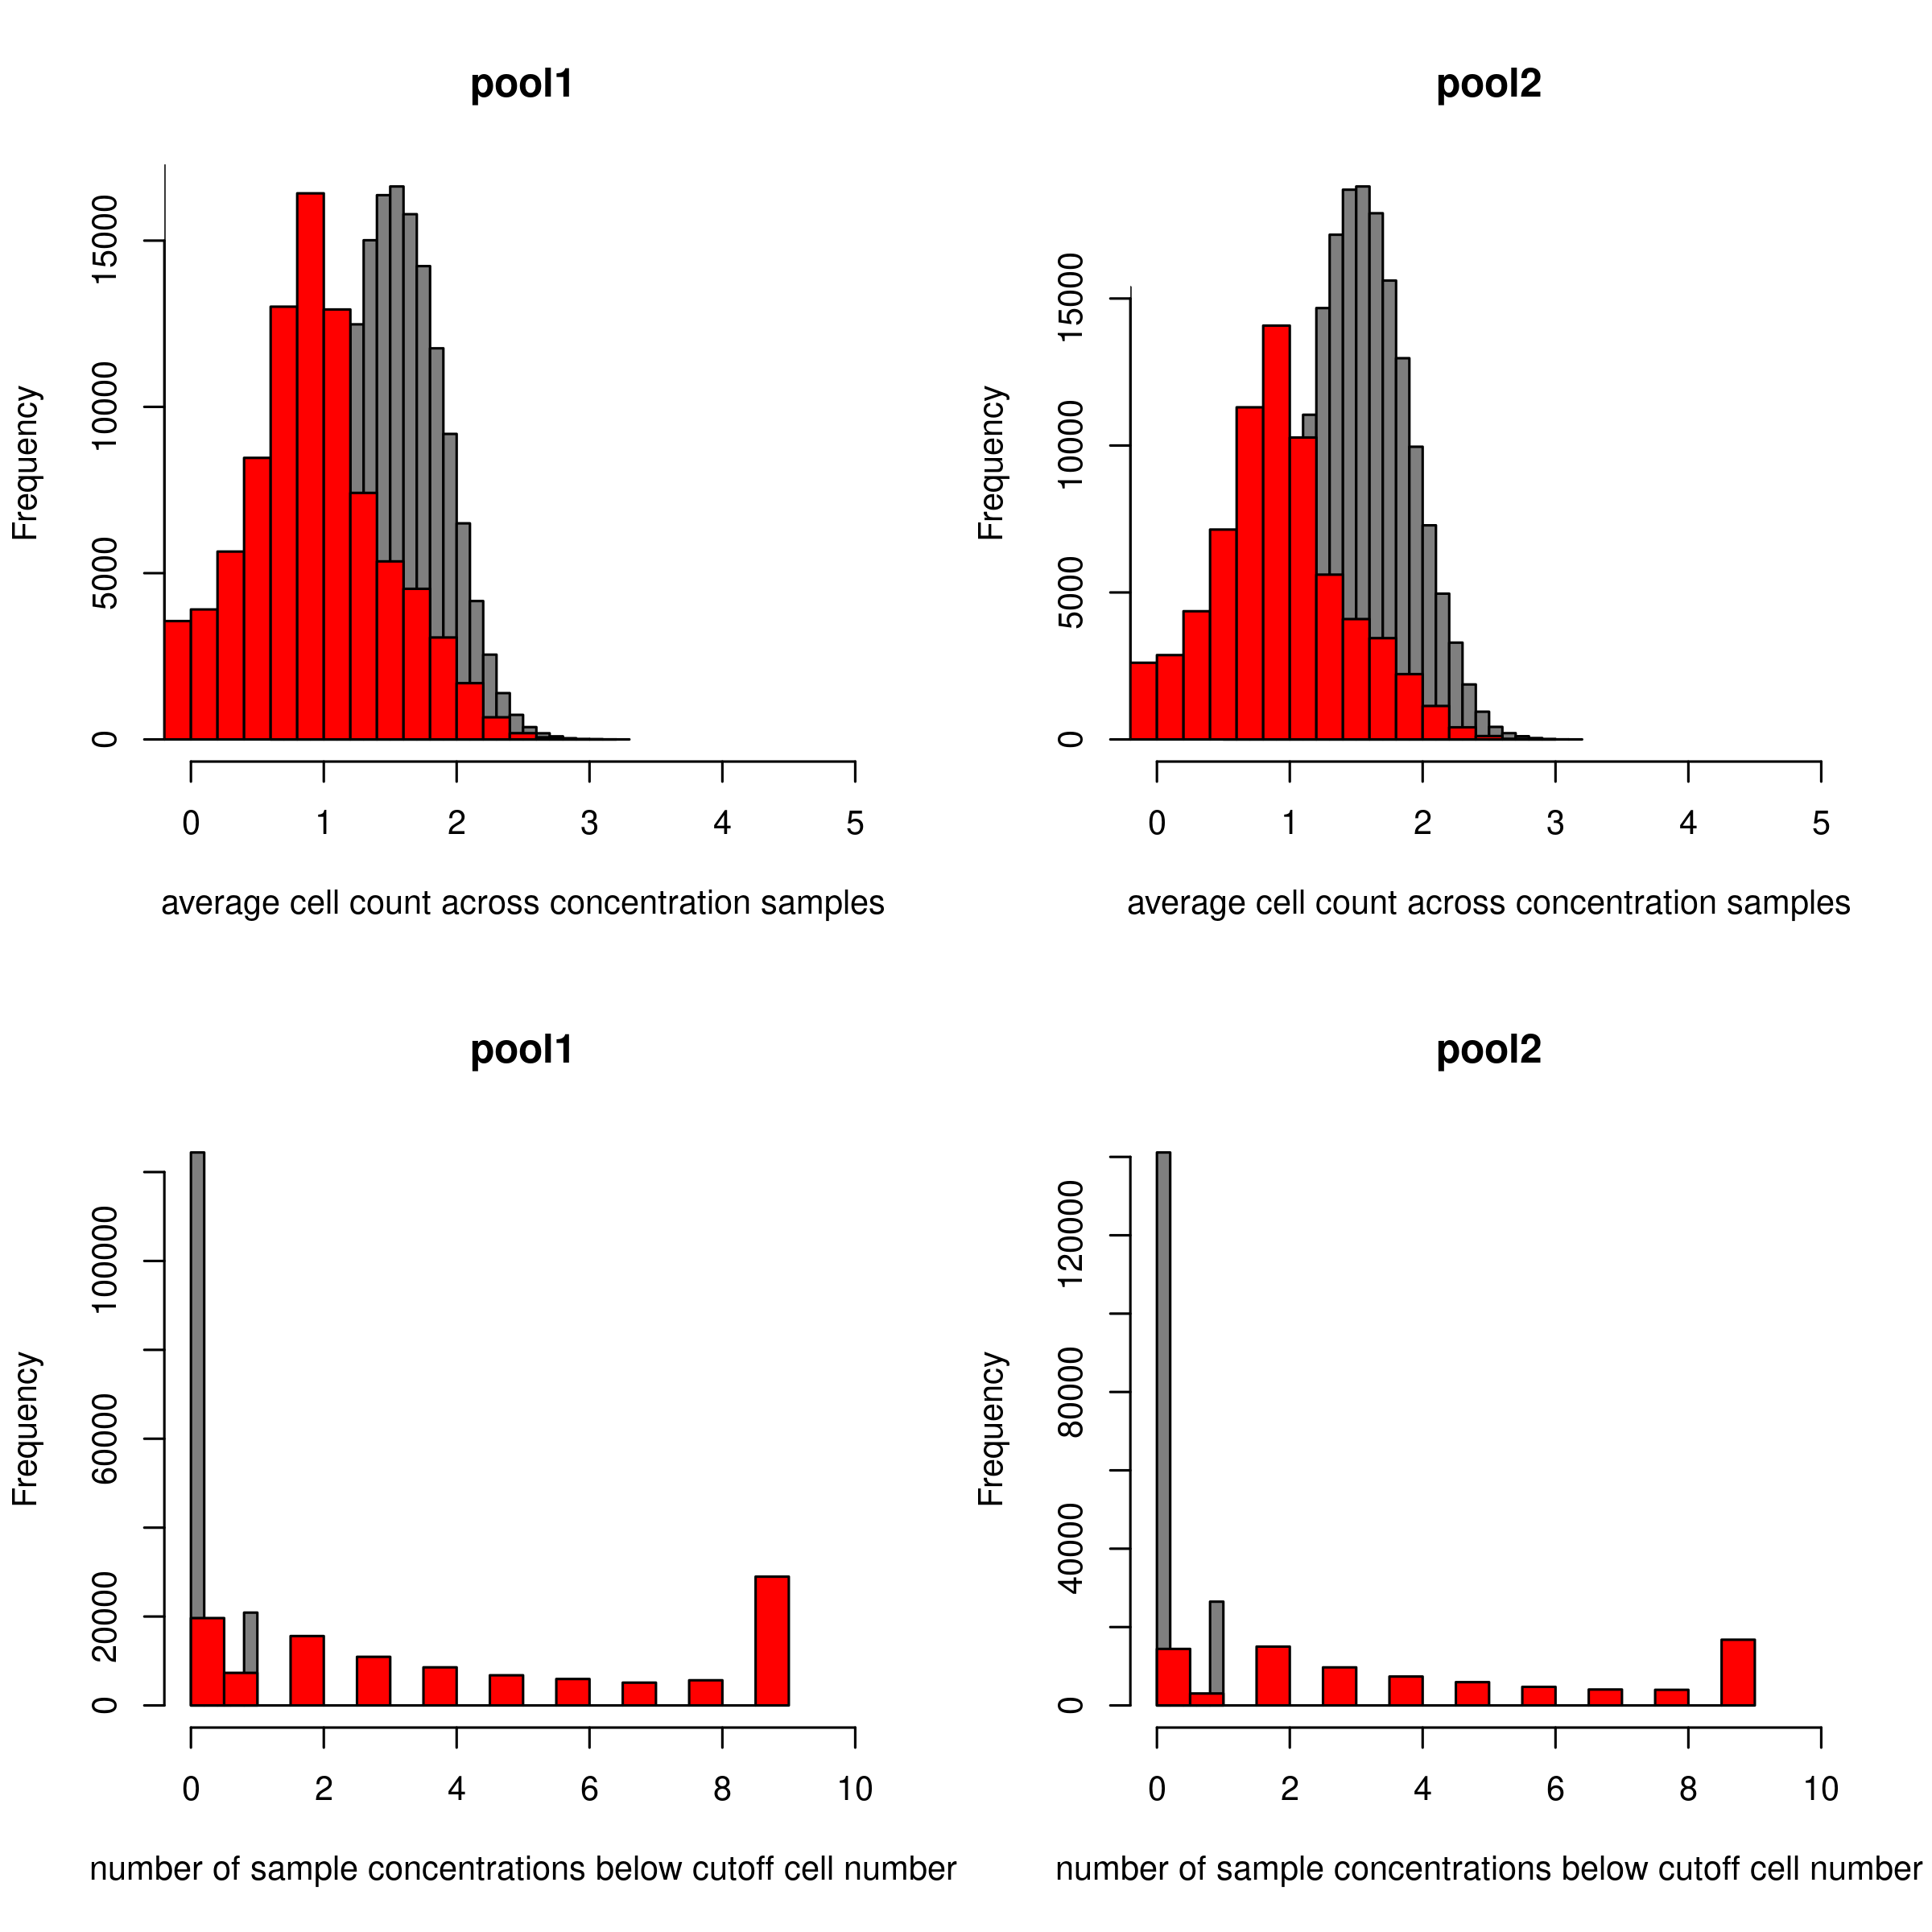 pool1
15000
10000
5000
0
Frequency
0 1 2 3 4 5
average cell count across concentration samples
pool2
15000
10000
5000
0
Frequency
0 1 2 3 4 5
average cell count across concentration samples
pool1
100000
60000
20000
0
Frequency
0 2 4 6 8 10
number of sample concentrations below cutoff cell number
pool2
120000
80000
40000
0
Frequency
0 2 4 6 8 10
number of sample concentrations below cutoff cell number